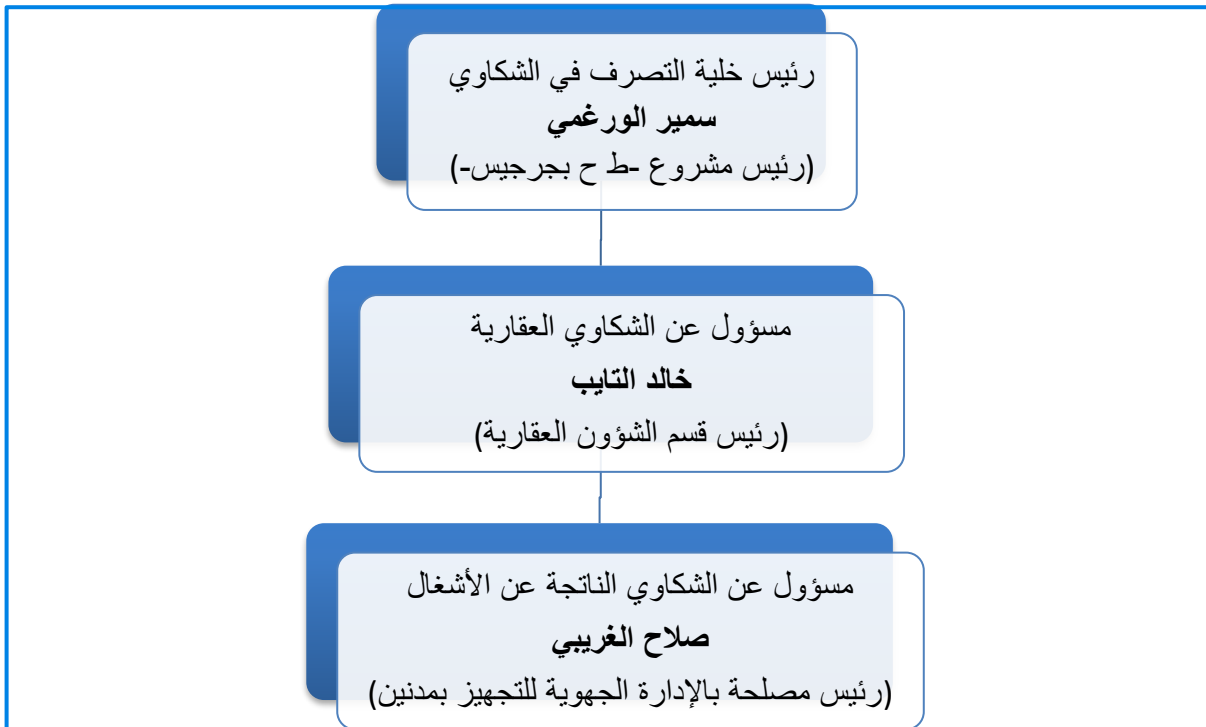 رئيس خلية التصرف في الشكاوي
سمير الورغمي
(رئيس مشروع -ط ح بجرجيس-)
مسؤول عن الشكاوي العقارية
خالد التايب
(رئيس قسم الشؤون العقارية)
مسؤول عن الشكاوي الناتجة عن الأشغال
صلاح الغريبي
(رئيس مصلحة بالإدارة الجهوية للتجهيز بمدنين)